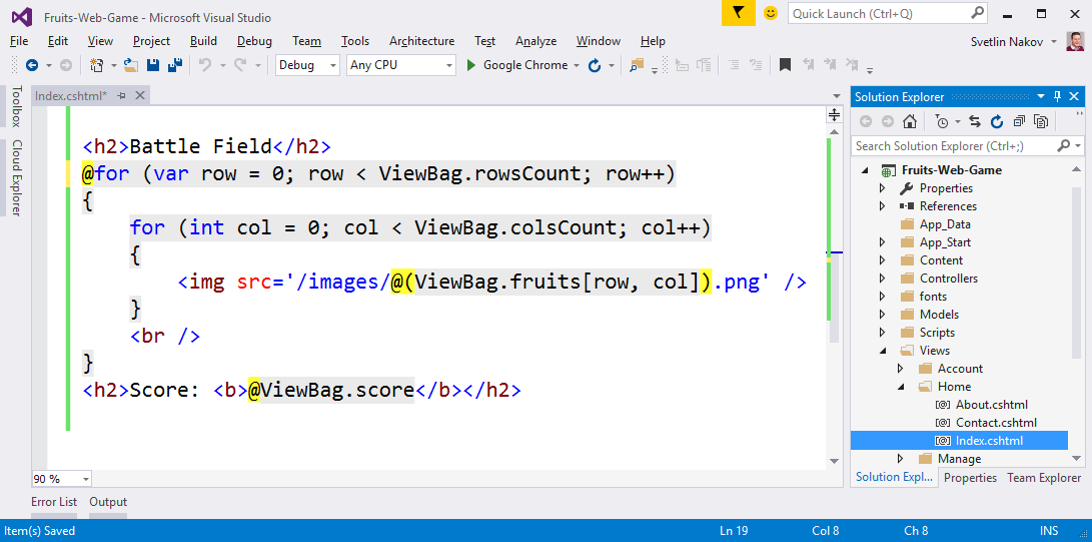 Fruits-Web-Game - Microsoft Visual Studio
Quick Launch (Ctrl+Q)
File Edit View Project Build Debug Team Tools Architecture Test Analyze Window Help
Svetlin Nakov
Debug Any CPU Google Chrome
Toolbox
Cloud Explorer
Index.cshtml*
<h2>Battle Field</h2>
@for (var row = 0; row < ViewBag.rowsCount; row++)
{
for (int col = 0; col < ViewBag.colsCount; col++)
{
<img src='/images/@(ViewBag.fruits[row, col]).png' />
}
<br />
}
<h2>Score: <b>@ViewBag.score</b></h2>
90 %
Solution Explorer
Search Solution Explorer (Ctrl+;)
Fruits-Web-Game
Properties
References
App_Data
App_Start
Content
Controllers
fonts
Models
Scripts
Views
Account
Home
About.cshtml
Contact.cshtml
Index.cshtml
Manage
Solution Expl... Properties Team Explorer
Error List Output
Item(s) Saved Ln 19 Col 8 Ch 8 INS